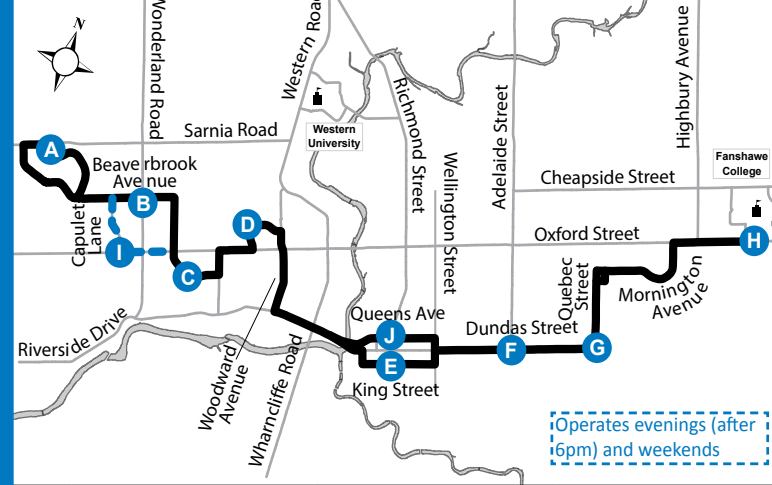 N
Wonderland Road
Western Road
Highbury Avenue
Richmond Street
Adelaide Street
Sarnia Road
Western
University
A
Beaverbrook
Avenue
Wellington Street
Fanshawe
College
Cheapside Street
B
Capulet
Lane
D
Oxford Street
H
I
C
Quebec
Street
Mornington
Avenue
Queens Ave
Riverside Drive
J
Dundas Street
E
F
G
King Street
Woodward
Avenue
Wharncliffe Road
Operates evenings (after
6pm) and weekends